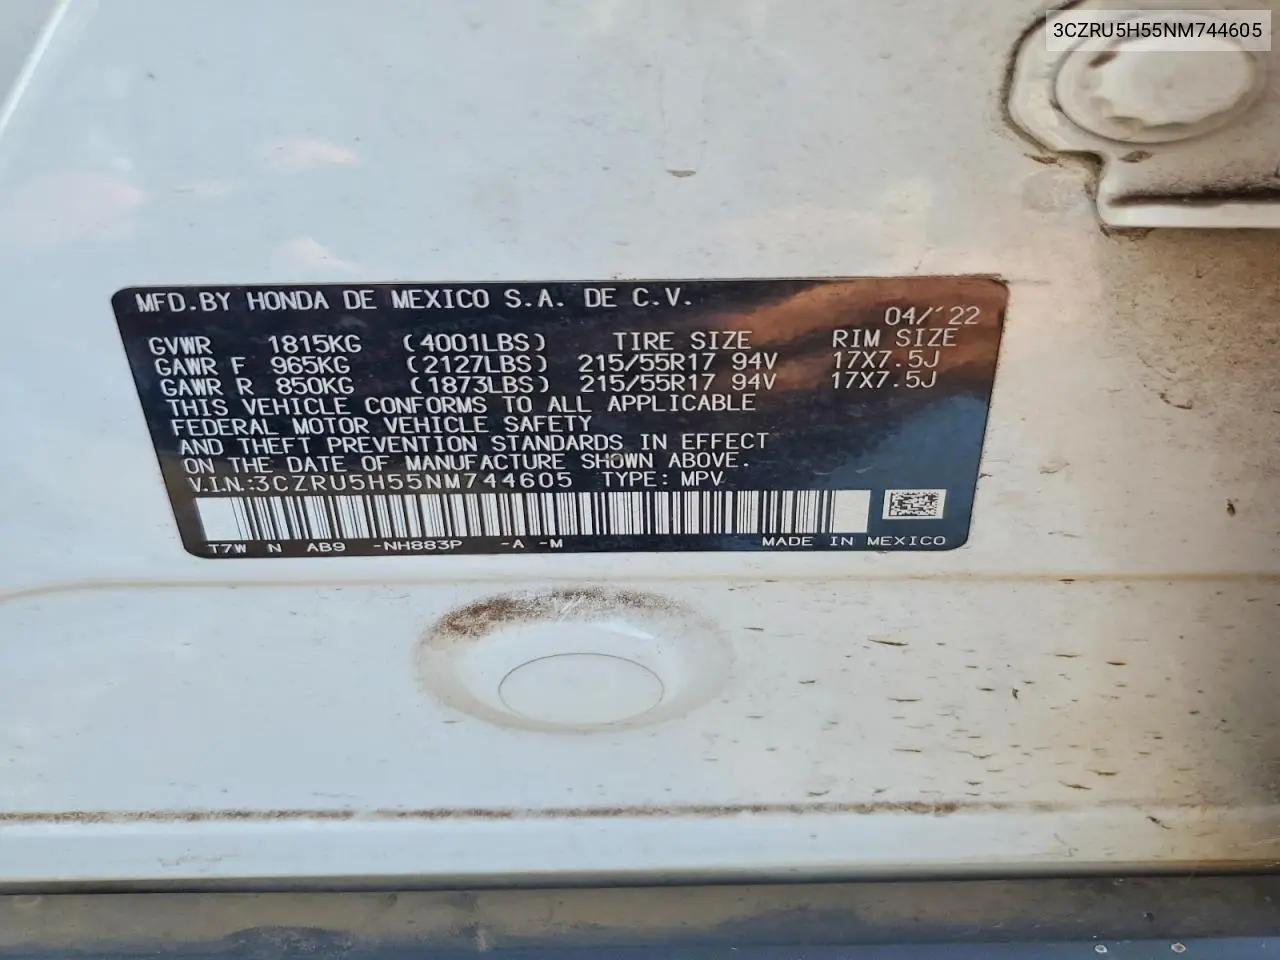 3CZRU5H55NM744605
MFD.BY HONDA DE MEXICO S.A. DE C.V.
04/'22
GVWR 1815KG (4001LBS) TIRE SIZE RIM SIZE
GAWR F 965KG (2127LBS) 215/55R17 94V 17X7.5J
GAWR R 850KG (1873LBS) 215/55R17 94V 17X7.5J
THIS VEHICLE CONFORMS TO ALL APPLICABLE
FEDERAL MOTOR VEHICLE SAFETY
AND THEFT PREVENTION STANDARDS IN EFFECT
ON THE DATE OF MANUFACTURE SHOWN ABOVE.
V.I.N.:3CZRU5H55NM744605 TYPE: MPV
T7W N AB9 -NH883P -A -M MADE IN MEXICO